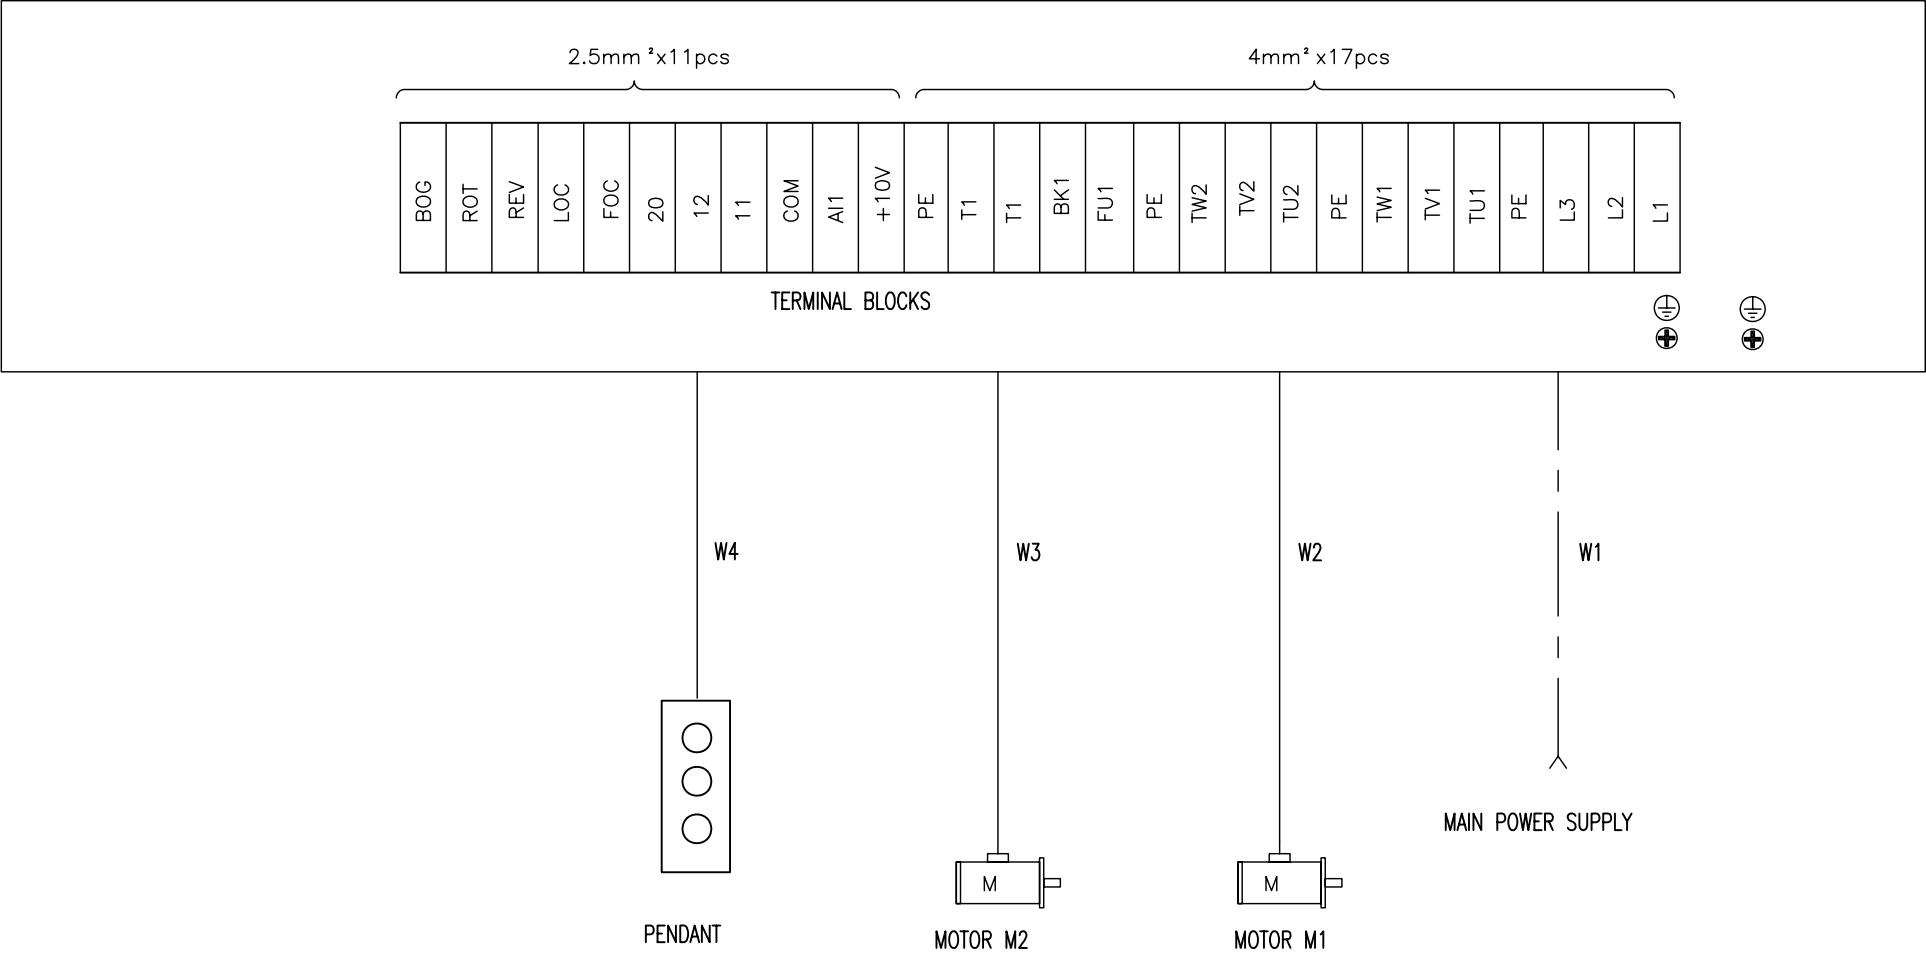 2.5mm²x11pcs
4mm²x17pcs
BOG
ROT
REV
LOC
FOC
20
12
11
COM
AI1
+10V
PE
T1
T1
BK1
FU1
PE
TW2
TV2
TU2
PE
TW1
TV1
TU1
PE
L3
L2
L1
TERMINAL BLOCKS
W4
W3
W2
W1
MAIN POWER SUPPLY
M
M
PENDANT
MOTOR M2
MOTOR M1